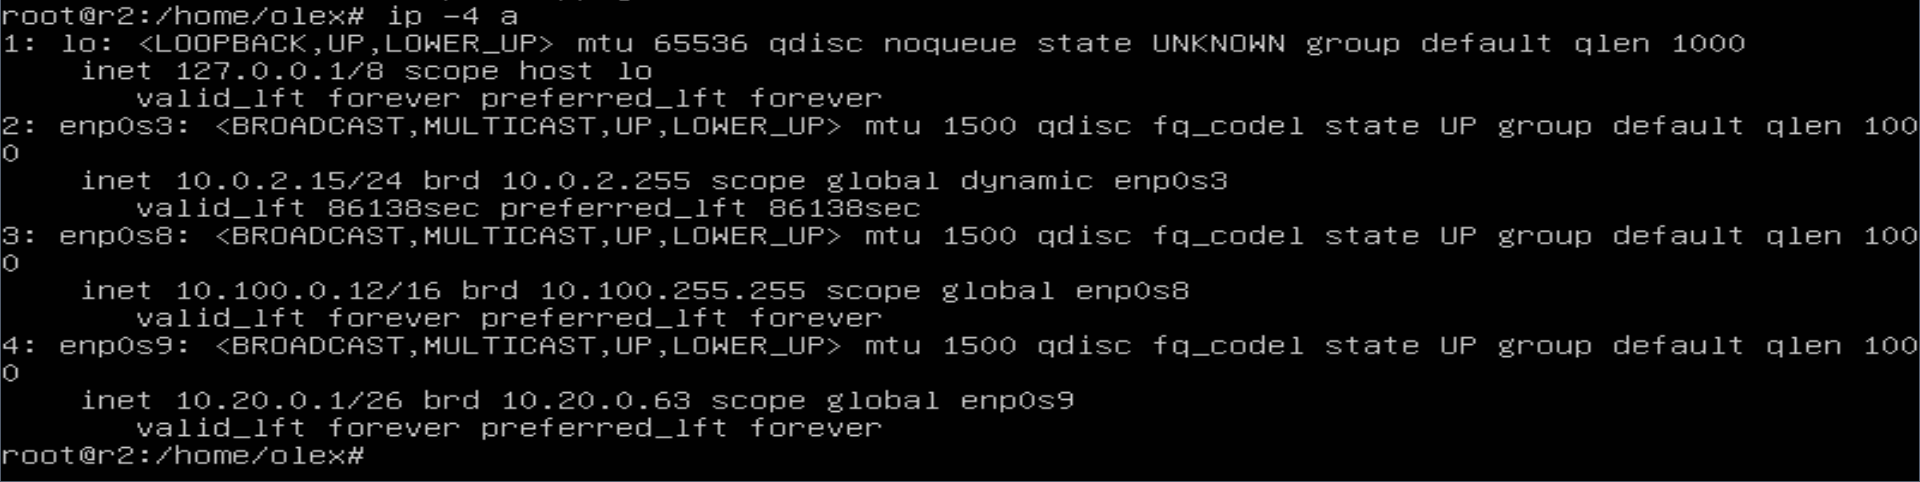 root@r2:/home/olex# ip -4 a
1: lo: <LOOPBACK,UP,LOWER_UP> mtu 65536 qdisc noqueue state UNKNOWN group default qlen 1000
    inet 127.0.0.1/8 scope host lo
       valid_lft forever preferred_lft forever
2: enp0s3: <BROADCAST,MULTICAST,UP,LOWER_UP> mtu 1500 qdisc fq_codel state UP group default qlen 100
0
    inet 10.0.2.15/24 brd 10.0.2.255 scope global dynamic enp0s3
       valid_lft 86138sec preferred_lft 86138sec
3: enp0s8: <BROADCAST,MULTICAST,UP,LOWER_UP> mtu 1500 qdisc fq_codel state UP group default qlen 100
0
    inet 10.100.0.12/16 brd 10.100.255.255 scope global enp0s8
       valid_lft forever preferred_lft forever
4: enp0s9: <BROADCAST,MULTICAST,UP,LOWER_UP> mtu 1500 qdisc fq_codel state UP group default qlen 100
0
    inet 10.20.0.1/26 brd 10.20.0.63 scope global enp0s9
       valid_lft forever preferred_lft forever
root@r2:/home/olex#